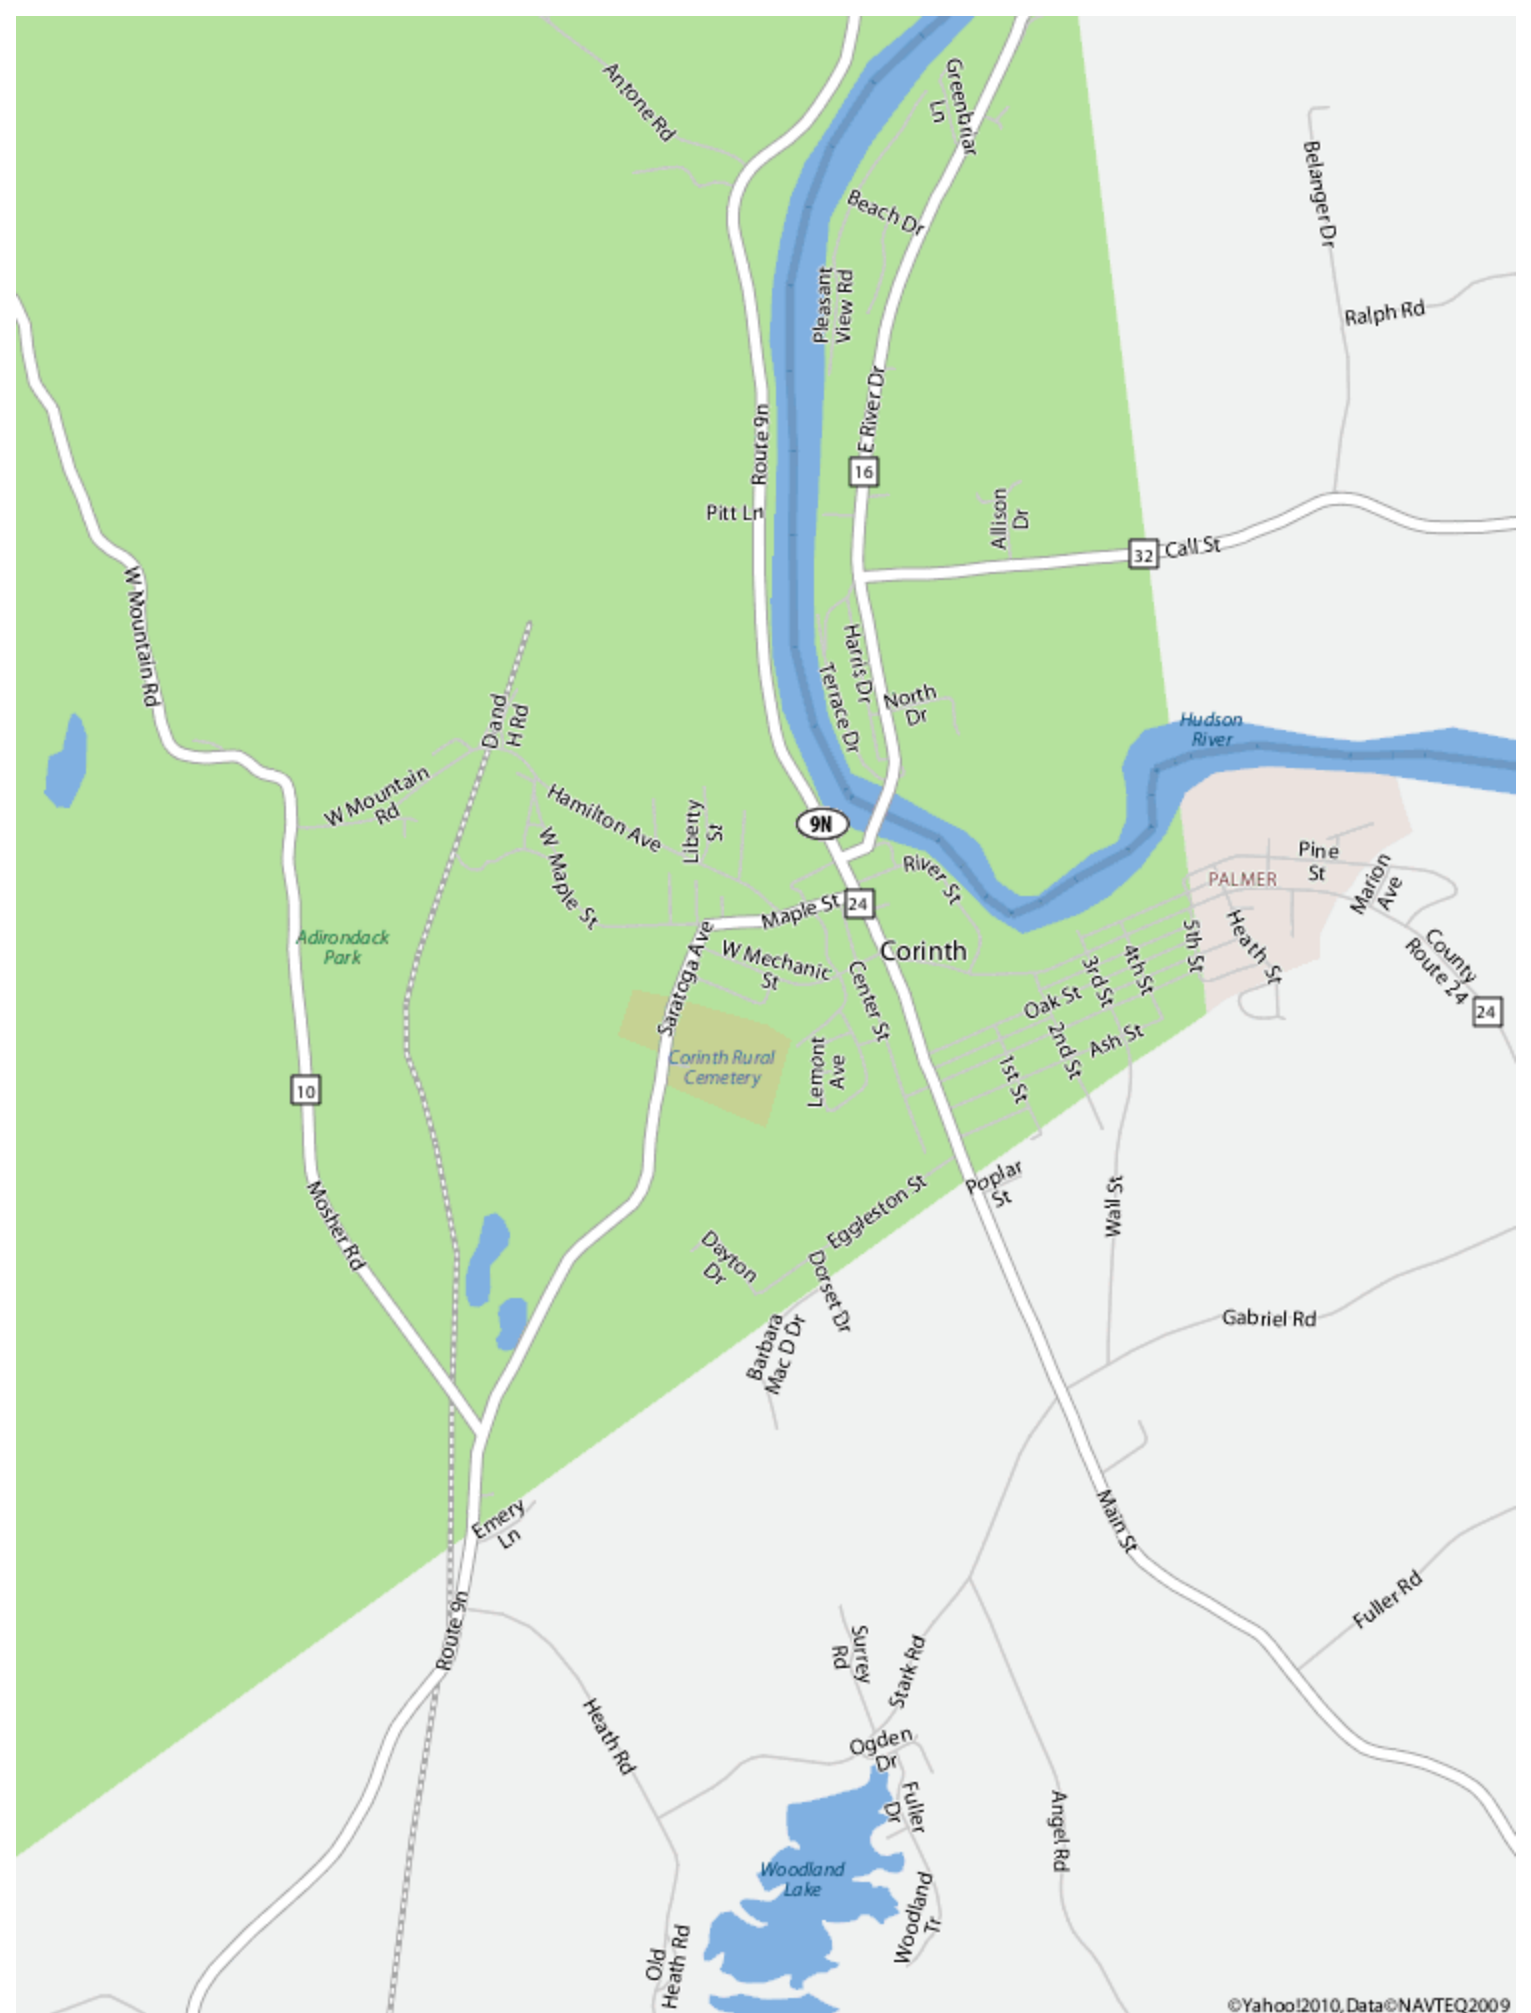 Antone Rd
Greenbriar
Ln
Beach Dr
Belanger Dr
Pleasant
View Rd
Ralph Rd
E River Dr
Route 9n
16
Pitt Ln
Allison
Dr
32
Call St
W Mountain Rd
Harris Dr
Terrace Dr
North
Dr
D and
H Rd
Hudson
River
W Mountain
Rd
Hamilton Ave
Liberty
St
9N
W Maple St
River St
Pine
St
PALMER
Marion
Ave
Maple St
24
Adirondack
Park
Saratoga Ave
W Mechanic
St
Corinth
Center St
Heath St
5th St
4th St
3rd St
County
Route 24
24
Oak St
2nd St
Ash St
1st St
Corinth Rural
Cemetery
Lemont
Ave
10
Mosher Rd
Poplar
St
Wall St
Eggleston St
Dayton
Dr
Dorset Dr
Barbara
Mac D Dr
Gabriel Rd
Emery
Ln
Main St
Fuller Rd
Route 9n
Surrey
Rd
Stark Rd
Heath Rd
Ogden
Dr
Fuller
Dr
Angel Rd
Woodland
Lake
Woodland
Tr
Old
Heath Rd
©Yahoo!2010, Data©NAVTEQ2009